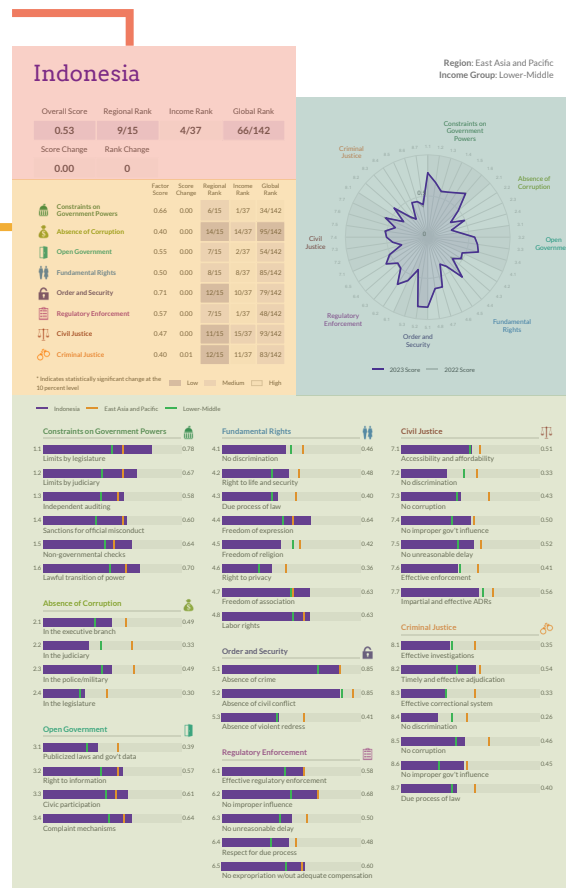 Indonesia
Region: East Asia and Pacific
Income Group: Lower-Middle
Overall Score Regional Rank Income Rank Global Rank
0.53 9/15 4/37 66/142
Score Change Rank Change
0.00 0
Factor Score Score Change Regional Rank Income Rank Global Rank
Constraints on Government Powers 0.66 0.00 6/15 1/37 34/142
Absence of Corruption 0.40 0.00 14/15 14/37 95/142
Open Government 0.55 0.00 7/15 2/37 54/142
Fundamental Rights 0.50 0.00 8/15 8/37 85/142
Order and Security 0.71 0.00 12/15 10/37 79/142
Regulatory Enforcement 0.57 0.00 7/15 1/37 48/142
Civil Justice 0.47 0.00 11/15 15/37 93/142
Criminal Justice 0.40 0.01 12/15 11/37 83/142
* Indicates statistically significant change at the
10 percent level
Low Medium High
Constraints on
Government
Powers
Absence of
Corruption
Open
Fundamental
Rights
Order and
Security
Regulatory
Enforcement
Civil
Justice
Criminal
Justice
0.5
0
2023 Score 2022 Score
Indonesia East Asia and Pacific Lower-Middle
Constraints on Government Powers
1.1 0.78
Limits by legislature
1.2 0.67
Limits by judiciary
1.3 0.58
Independent auditing
1.4 0.60
Sanctions for official misconduct
1.5 0.64
Non-governmental checks
1.6 0.70
Lawful transition of power
Absence of Corruption
2.1 0.49
In the executive branch
2.2 0.33
In the judiciary
2.3 0.49
In the police/military
2.4 0.30
In the legislature
Open Government
3.1 0.39
Publicized laws and gov't data
3.2 0.57
Right to information
3.3 0.61
Civic participation
3.4 0.64
Complaint mechanisms
Fundamental Rights
4.1 0.46
No discrimination
4.2 0.48
Right to life and security
4.3 0.40
Due process of law
4.4 0.64
Freedom of expression
4.5 0.42
Freedom of religion
4.6 0.36
Right to privacy
4.7 0.63
Freedom of association
4.8 0.63
Labor rights
Order and Security
5.1 0.85
Absence of crime
5.2 0.85
Absence of civil conflict
5.3 0.41
Absence of violent redress
Regulatory Enforcement
6.1 0.58
Effective regulatory enforcement
6.2 0.68
No improper influence
6.3 0.50
No unreasonable delay
6.4 0.48
Respect for due process
6.5 0.60
No expropriation w/out adequate compensation
Civil Justice
7.1 0.51
Accessibility and affordability
7.2 0.33
No discrimination
7.3 0.43
No corruption
7.4 0.50
No improper gov't influence
7.5 0.52
No unreasonable delay
7.6 0.41
Effective enforcement
7.7 0.56
Impartial and effective ADRs
Criminal Justice
8.1 0.35
Effective investigations
8.2 0.54
Timely and effective adjudication
8.3 0.33
Effective correctional system
8.4 0.26
No discrimination
8.5 0.46
No corruption
8.6 0.45
No improper gov't influence
8.7 0.40
Due process of law